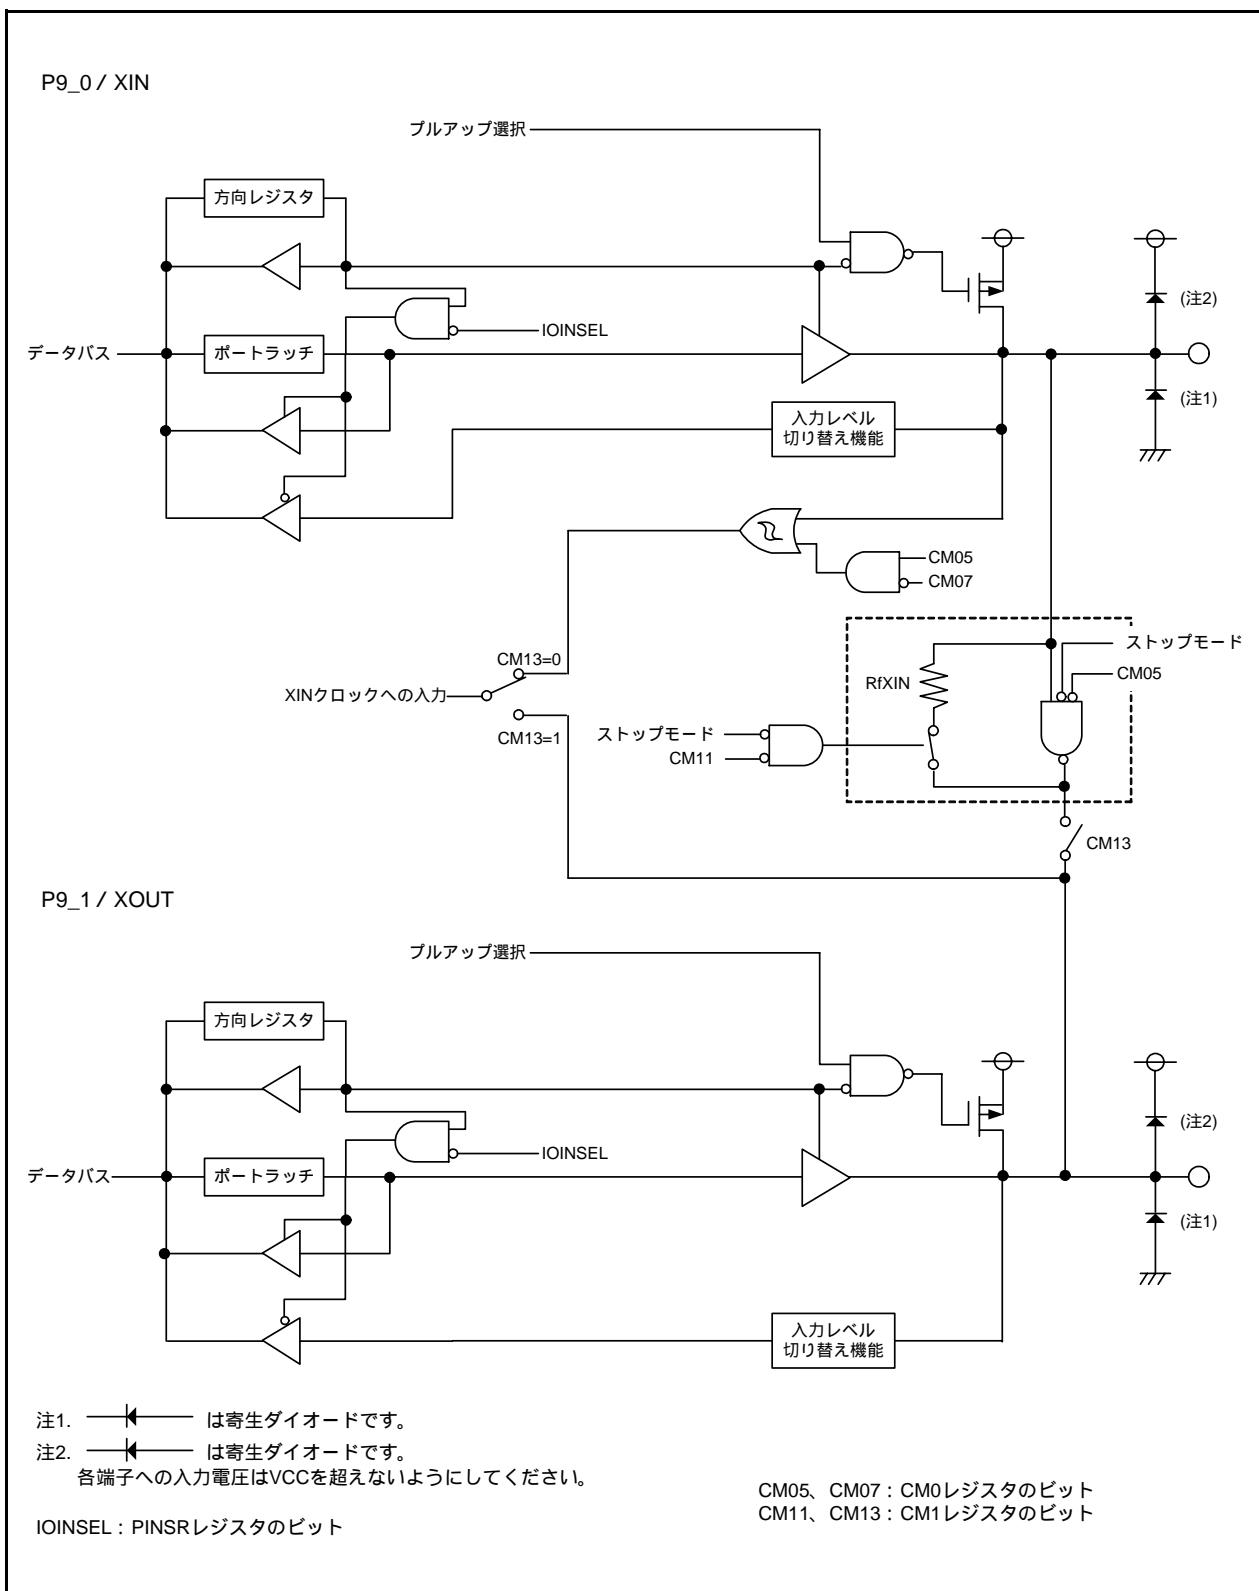 P9_0 / XIN
プルアップ選択
方向レジスタ
IOINSEL
(注2)
データバス
ポートラッチ
(注1)
入力レベル
切り替え機能
CM05
CM07
ストップモード
CM13=0
RfXIN
CM05
XINクロックへの入力
ストップモード
CM13=1
CM11
CM13
P9_1 / XOUT
プルアップ選択
方向レジスタ
(注2)
IOINSEL
データバス
ポートラッチ
(注1)
入力レベル
切り替え機能
注1. は寄生ダイオードです。
注2. は寄生ダイオードです。
各端子への入力電圧はVCCを超えないようにしてください。
CM05、CM07 : CM0レジスタのビット
CM11、CM13 : CM1レジスタのビット
IOINSEL : PINSRレジスタのビット